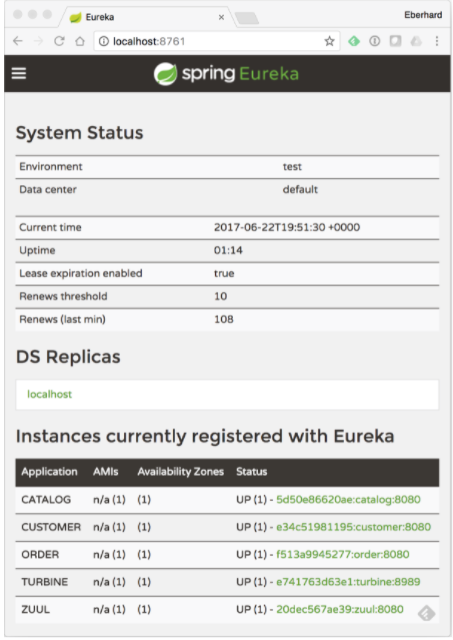 Eureka
Eberhard
localhost:8761
spring Eureka
System Status
Environment test
Data center default
Current time 2017-06-22T19:51:30 +0000
Uptime 01:14
Lease expiration enabled true
Renews threshold 10
Renews (last min) 108
DS Replicas
localhost
Instances currently registered with Eureka
Application AMIs Availability Zones Status
CATALOG n/a (1) (1) UP (1) - 5d50e86620ae:catalog:8080
CUSTOMER n/a (1) (1) UP (1) - e34c51981195:customer:8080
ORDER n/a (1) (1) UP (1) - f513a9945277:order:8080
TURBINE n/a (1) (1) UP (1) - e741763d63e1:turbine:8989
ZUUL n/a (1) (1) UP (1) - 20dec567ae39:zuul:8080